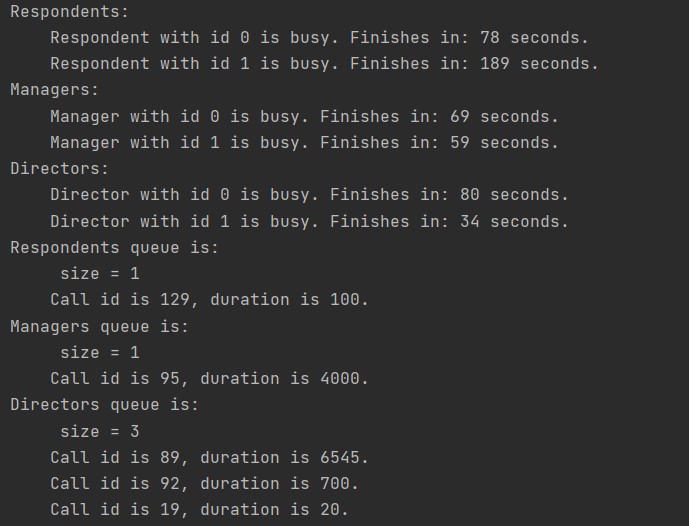 Respondents:
Respondent with id 0 is busy. Finishes in: 78 seconds.
Respondent with id 1 is busy. Finishes in: 189 seconds.
Managers:
Manager with id 0 is busy. Finishes in: 69 seconds.
Manager with id 1 is busy. Finishes in: 59 seconds.
Directors:
Director with id 0 is busy. Finishes in: 80 seconds.
Director with id 1 is busy. Finishes in: 34 seconds.
Respondents queue is:
size = 1
Call id is 129, duration is 100.
Managers queue is:
size = 1
Call id is 95, duration is 4000.
Directors queue is:
size = 3
Call id is 89, duration is 6545.
Call id is 92, duration is 700.
Call id is 19, duration is 20.